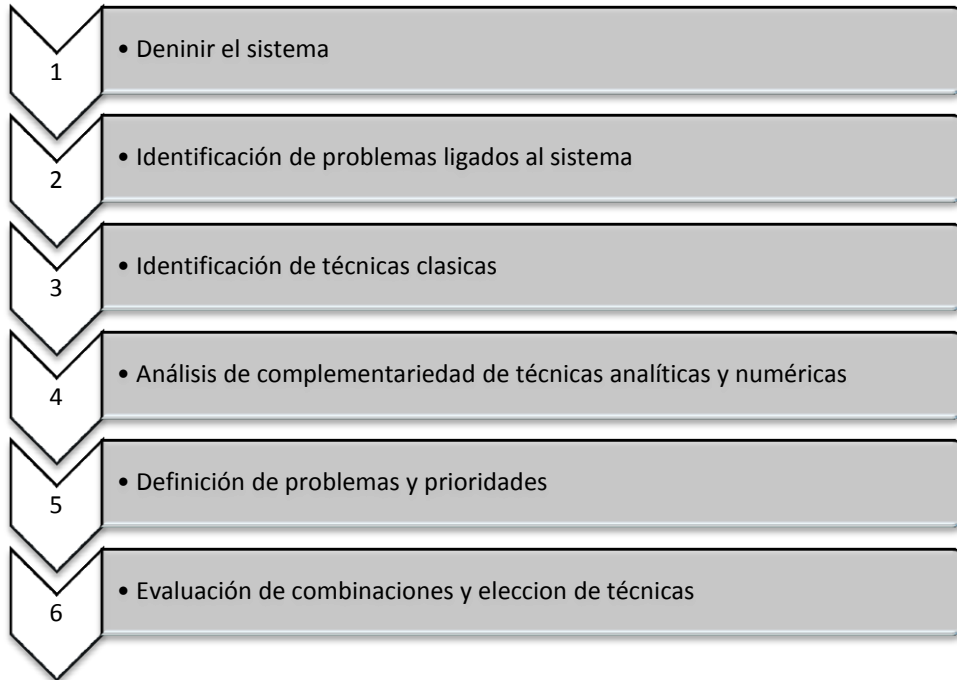 1
• Deninir el sistema
2
• Identificación de problemas ligados al sistema
3
• Identificación de técnicas clasicas
4
• Análisis de complementariedad de técnicas analíticas y numéricas
5
• Definición de problemas y prioridades
6
• Evaluación de combinaciones y eleccion de técnicas